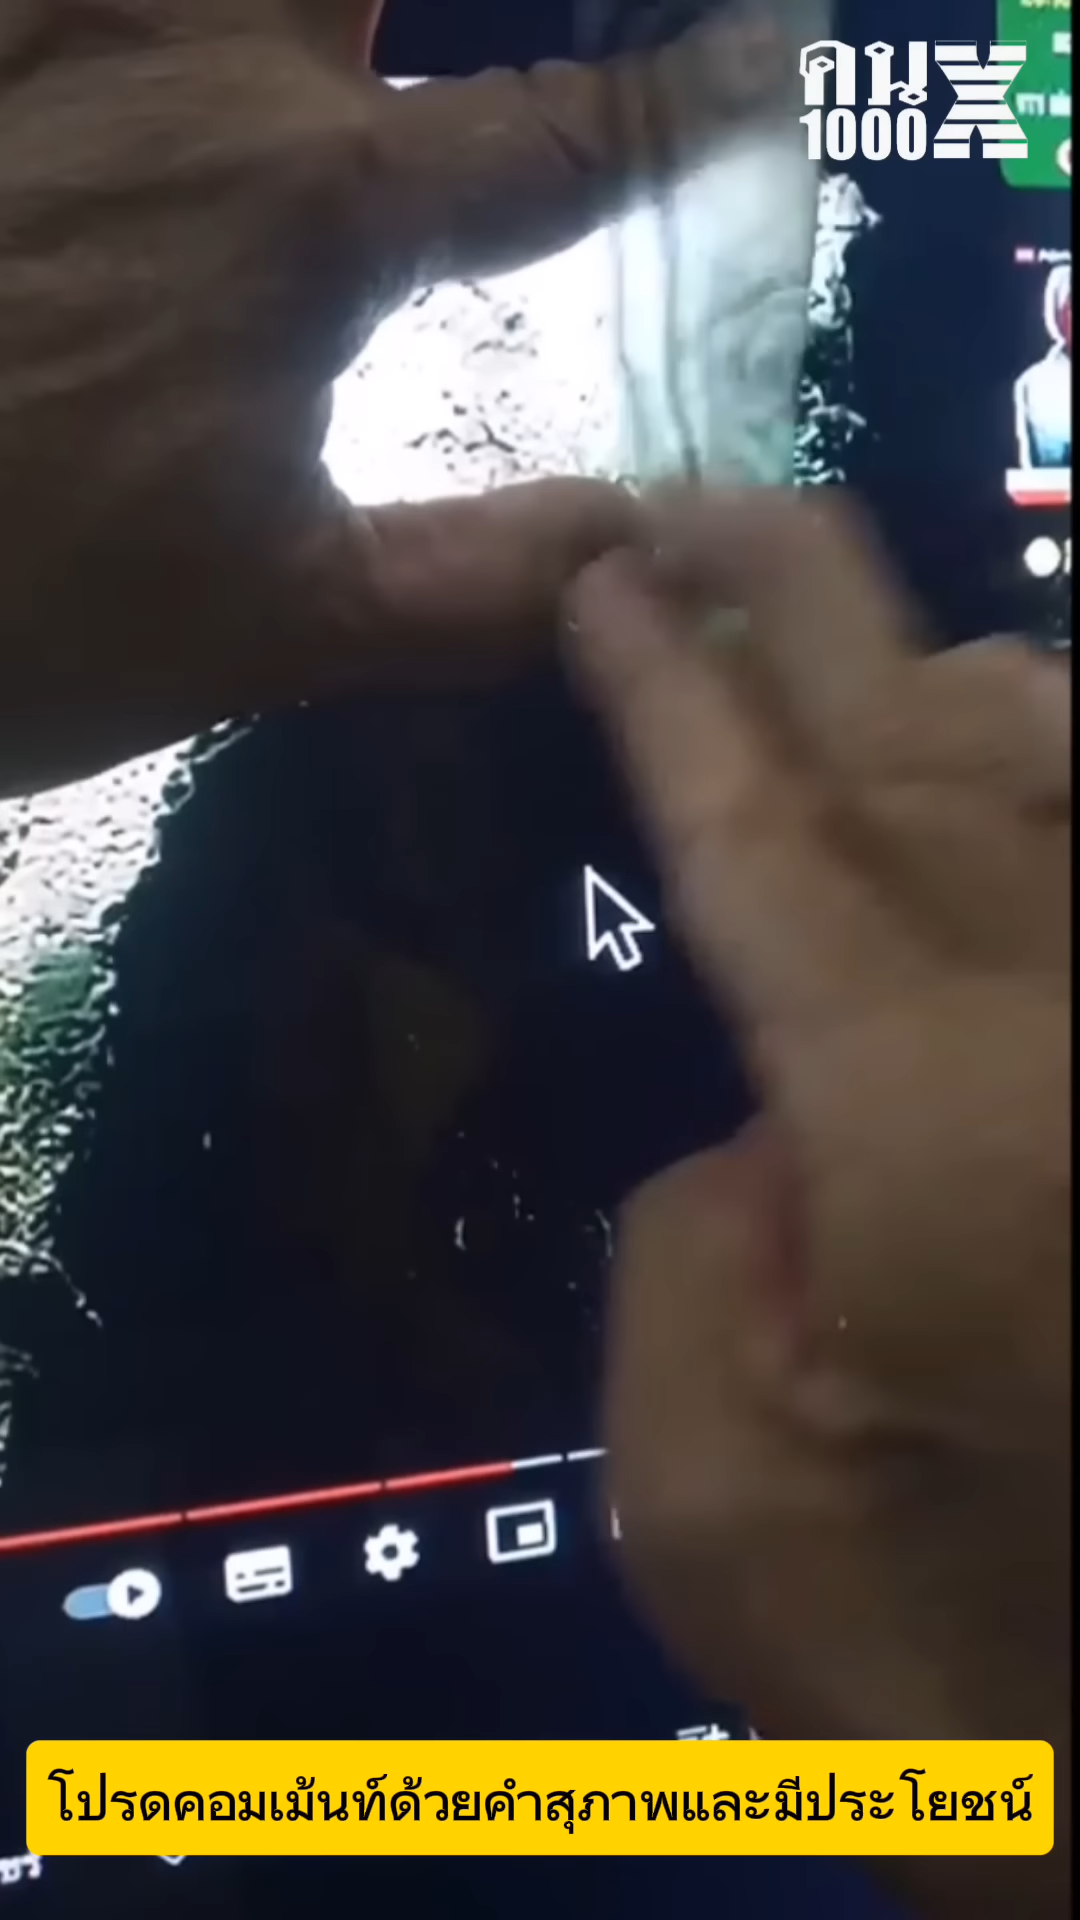 คน
1000X
โปรดคอมเม้นท์ด้วยคำสุภาพและมีประโยชน์